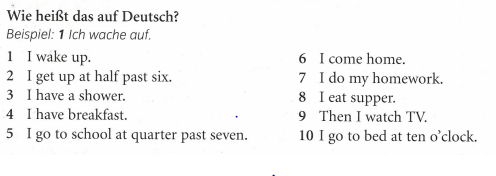 Wie heißt das auf Deutsch?
Beispiel: 1 Ich wache auf.
1 I wake up.
2 I get up at half past six.
3 I have a shower.
4 I have breakfast.
5 I go to school at quarter past seven.
6 I come home.
7 I do my homework.
8 I eat supper.
9 Then I watch TV.
10 I go to bed at ten o'clock.